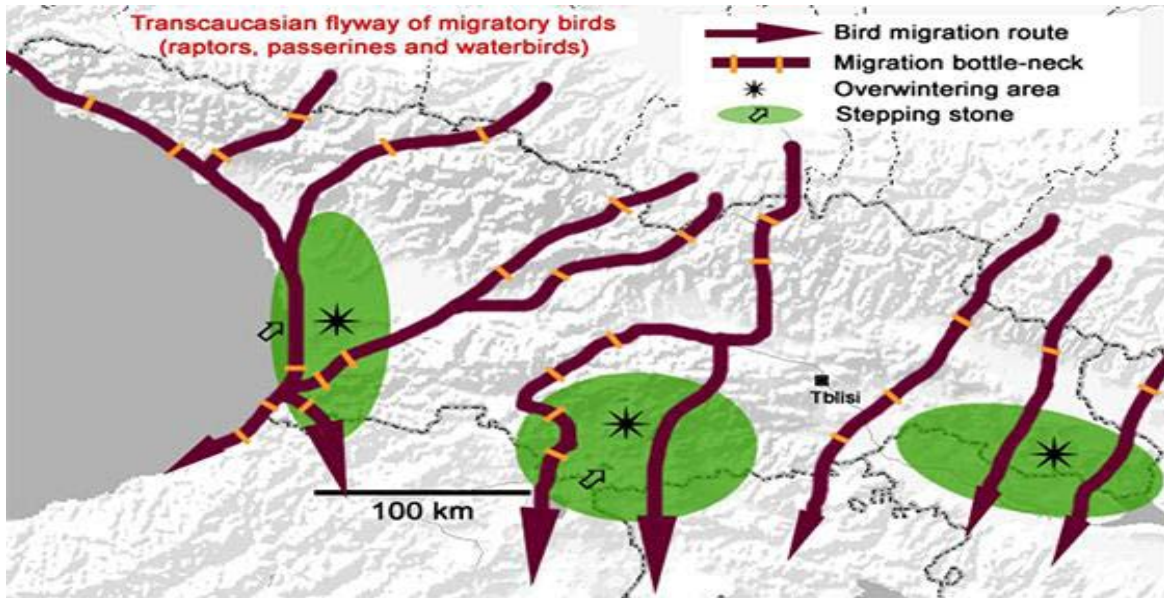 Transcaucasian flyway of migratory birds
(raptors, passerines and waterbirds)
Bird migration route
Migration bottle-neck
Overwintering area
Stepping stone
Tblisi
100 km